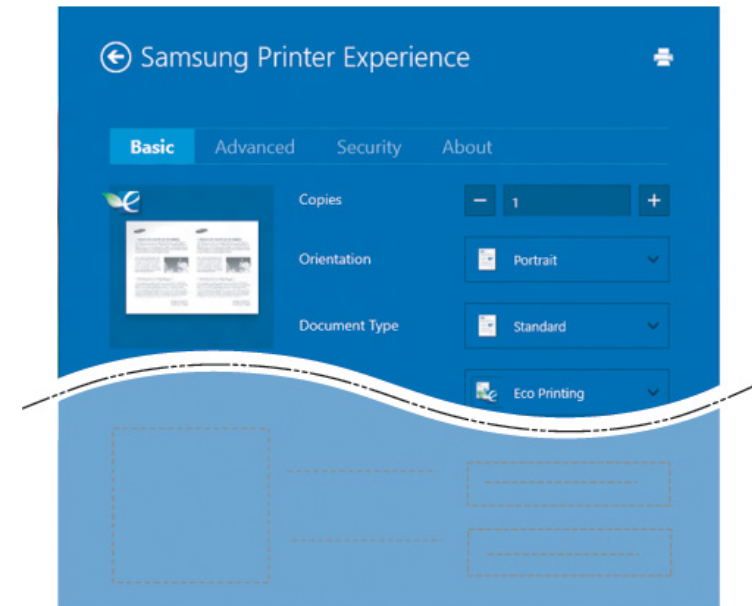 Samsung Printer Experience
Basic Advanced Security About
Copies 1
Orientation Portrait
Document Type Standard
Eco Printing